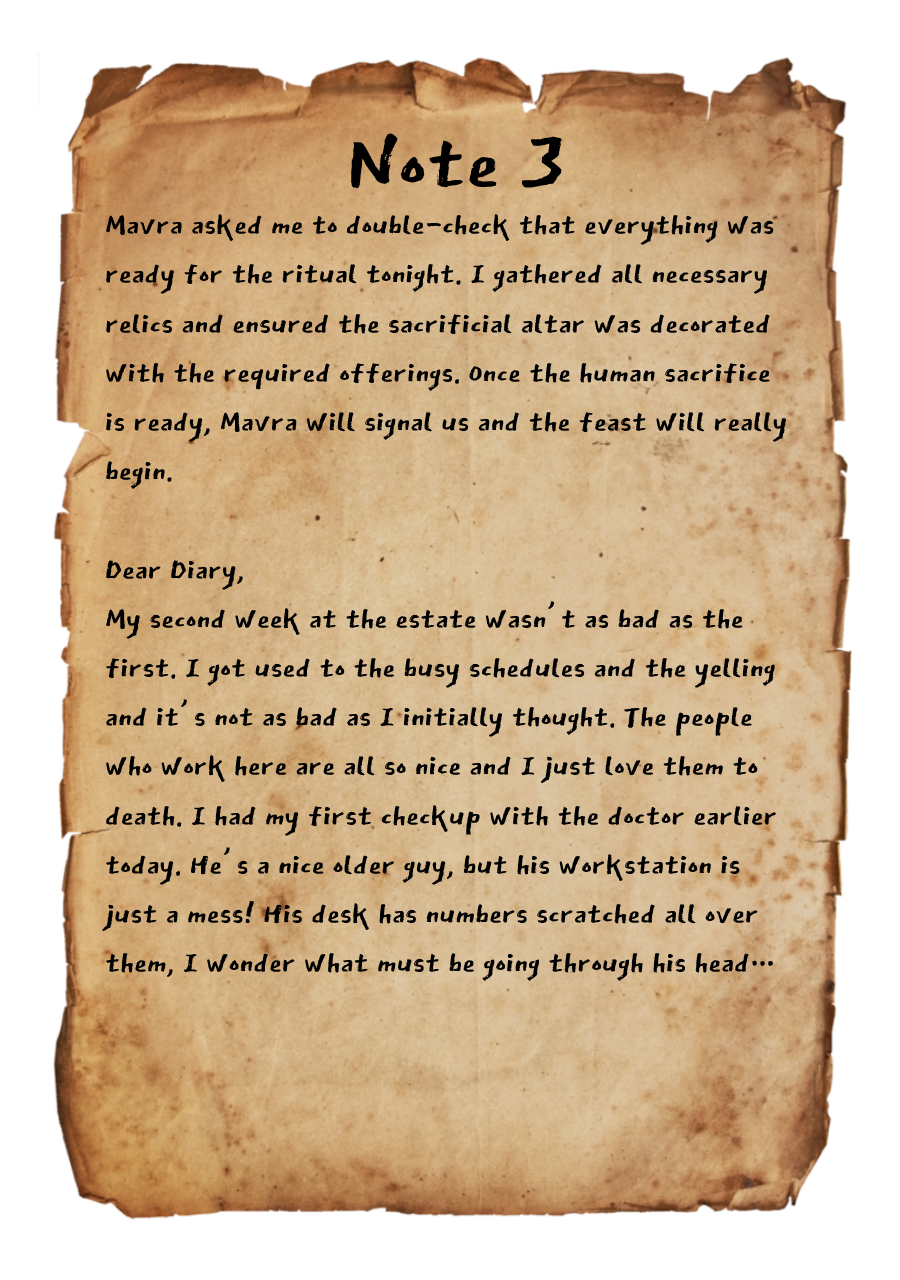 Note 3
Mavra asked me to double-check that everything was
ready for the ritual tonight. I gathered all necessary
relics and ensured the sacrificial altar was decorated
with the required offerings. Once the human sacrifice
is ready, Mavra will signal us and the feast will really
begin.
Dear Diary,
My second week at the estate wasn't as bad as the
first. I got used to the busy schedules and the yelling
and it's not as bad as I initially thought. The people
who work here are all so nice and I just love them to
death. I had my first checkup with the doctor earlier
today. He's a nice older guy, but his workstation is
just a mess! His desk has numbers scratched all over
them, I wonder what must be going through his head…